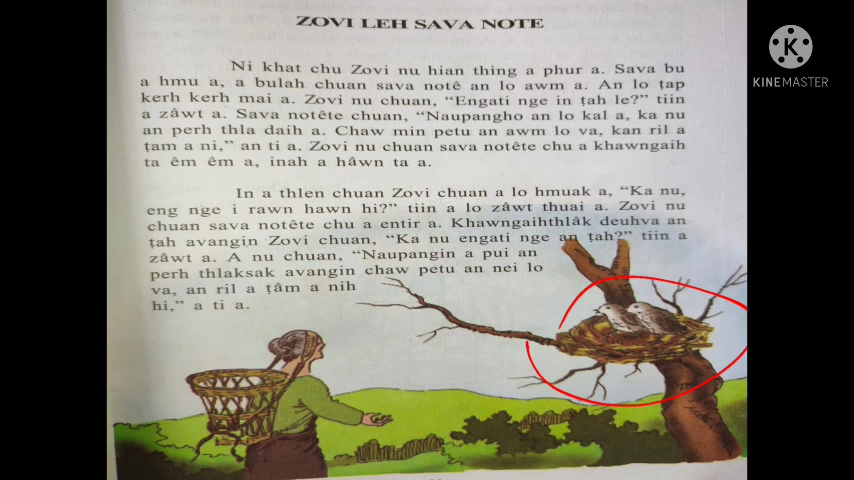 ZOVI LEH SAVA NOTE
Ni khat chu Zovi nu hian thing a phur a. Sava bu
a hmu a, a bulah chuan sava notê an lo awm a. An lo ṭap
kerh kerh mai a. Zovi nu chuan, “Engati nge in ṭah le?” tiin
a zâwt a. Sava notête chuan, “Naupangho an lo kal a, ka nu
an perh thla daih a. Chaw min petu an awm lo va, kan ril a
ṭam a ni,” an ti a. Zovi nu chuan sava notête chu a khawngaih
ta êm êm a, inah a hâwn ta a.
In a thlen chuan Zovi chuan a lo hmuak a, “Ka nu,
eng nge i rawn hawn hi?” tiin a lo zâwt thuai a. Zovi nu
chuan sava notête chu a entir a. Khawngaihthlâk deuhva an
ṭah avangin Zovi chuan, “Ka nu engati nge an ṭah?” tiin a
zâwt a. A nu chuan, “Naupangin a pui an
perh thlaksak avangin chaw petu an nei lo
va, an ril a ṭâm a nih
hi,” a ti a.
K
KINEMASTER